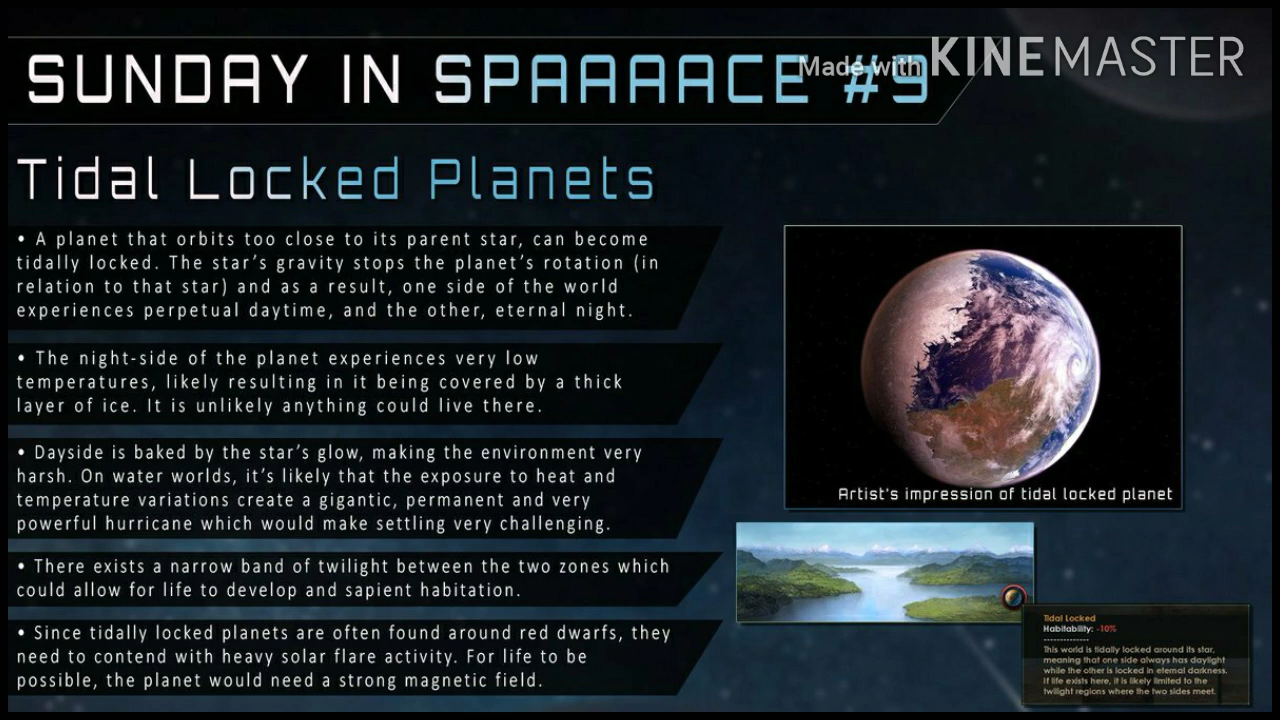 SUNDAY IN SPAAAACE #9
Made with KINEMASTER
Tidal Locked Planets
• A planet that orbits too close to its parent star, can become
tidally locked. The star's gravity stops the planet's rotation (in
relation to that star) and as a result, one side of the world
experiences perpetual daytime, and the other, eternal night.
• The night-side of the planet experiences very low
temperatures, likely resulting in it being covered by a thick
layer of ice. It is unlikely anything could live there.
• Dayside is baked by the star's glow, making the environment very
harsh. On water worlds, it's likely that the exposure to heat and
temperature variations create a gigantic, permanent and very
powerful hurricane which would make settling very challenging.
• There exists a narrow band of twilight between the two zones which
could allow for life to develop and sapient habitation.
• Since tidally locked planets are often found around red dwarfs, they
need to contend with heavy solar flare activity. For life to be
possible, the planet would need a strong magnetic field.
Artist's impression of tidal locked planet
Tidal Locked
Habitability: -10%
--------------
This world is tidally locked around its star,
meaning that one side always has daylight
while the other is locked in eternal darkness.
If life exists here, it is likely limited to the
twilight regions where the two sides meet.